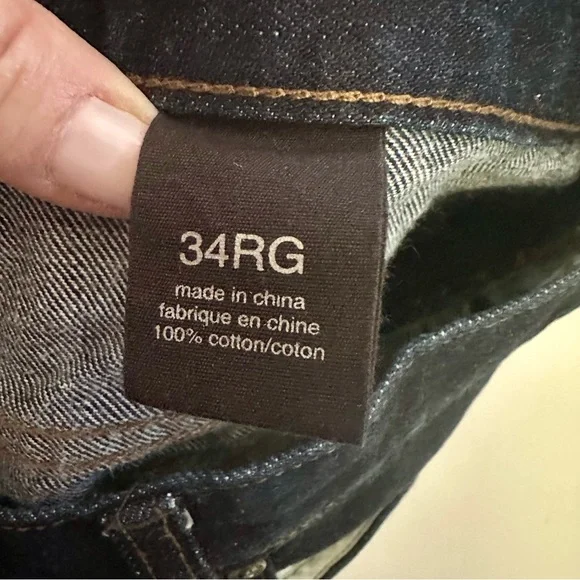 34RG
made in china
fabrique en chine
100% cotton/coton